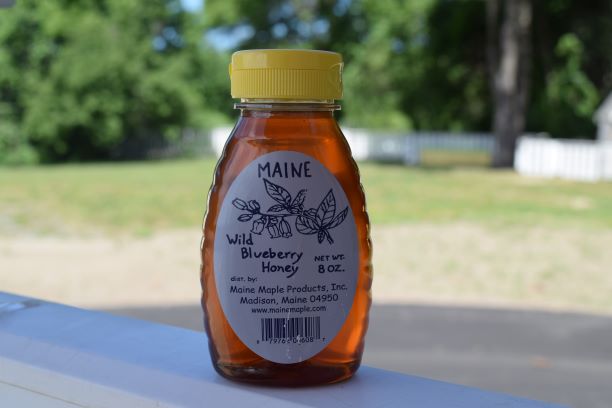 MAINE
Wild
Blueberry
Honey
NET WT.
8 OZ.
dist. by:
Maine Maple Products, Inc.
Madison, Maine 04950
www.mainemaple.com